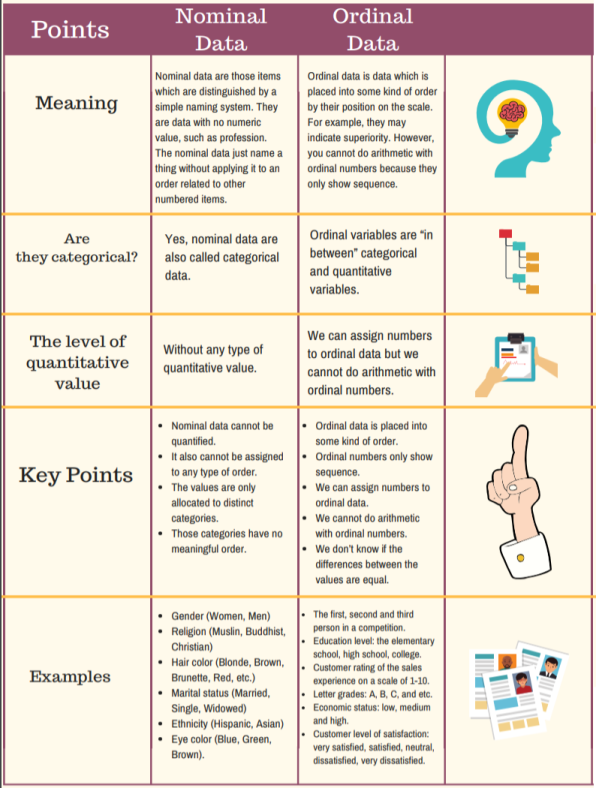 Points
Nominal
Data
Ordinal
Data
Meaning
Nominal data are those items
which are distinguished by a
simple naming system. They
are data with no numeric
value, such as profession.
The nominal data just name a
thing without applying it to an
order related to other
numbered items.
Ordinal data is data which is
placed into some kind of order
by their position on the scale.
For example, they may
indicate superiority. However,
you cannot do arithmetic with
ordinal numbers because they
only show sequence.
Are
they categorical?
Yes, nominal data are
also called categorical
data.
Ordinal variables are “in
between” categorical
and quantitative
variables.
The level of
quantitative
value
Without any type of
quantitative value.
We can assign numbers
to ordinal data but we
cannot do arithmetic with
ordinal numbers.
Key Points
• Nominal data cannot be
quantified.
• It also cannot be assigned
to any type of order.
• The values are only
allocated to distinct
categories.
• Those categories have no
meaningful order.
• Ordinal data is placed into
some kind of order.
• Ordinal numbers only show
sequence.
• We can assign numbers to
ordinal data.
• We cannot do arithmetic
with ordinal numbers.
• We don’t know if the
differences between the
values are equal.
Examples
• Gender (Women, Men)
• Religion (Muslin, Buddhist,
Christian)
• Hair color (Blonde, Brown,
Brunette, Red, etc.)
• Marital status (Married,
Single, Widowed)
• Ethnicity (Hispanic, Asian)
• Eye color (Blue, Green,
Brown).
• The first, second and third
person in a competition.
• Education level: the elementary
school, high school, college.
• Customer rating of the sales
experience on a scale of 1-10.
• Letter grades: A, B, C, and etc.
• Economic status: low, medium
and high.
• Customer level of satisfaction:
very satisfied, satisfied, neutral,
dissatisfied, very dissatisfied.